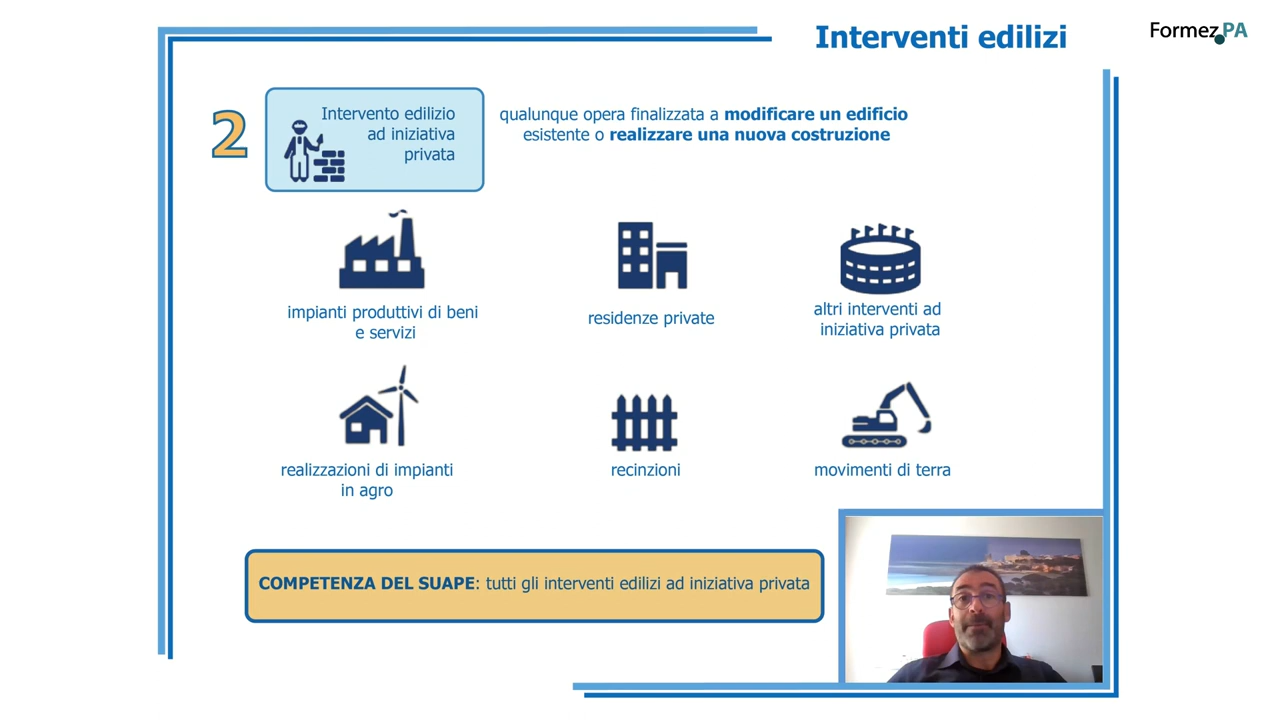 Interventi edilizi
Formez.PA
2
Intervento edilizio
ad iniziativa
privata
qualunque opera finalizzata a modificare un edificio
esistente o realizzare una nuova costruzione
impianti produttivi di beni
e servizi
residenze private
altri interventi ad
iniziativa privata
realizzazioni di impianti
in agro
recinzioni
movimenti di terra
COMPETENZA DEL SUAPE: tutti gli interventi edilizi ad iniziativa privata